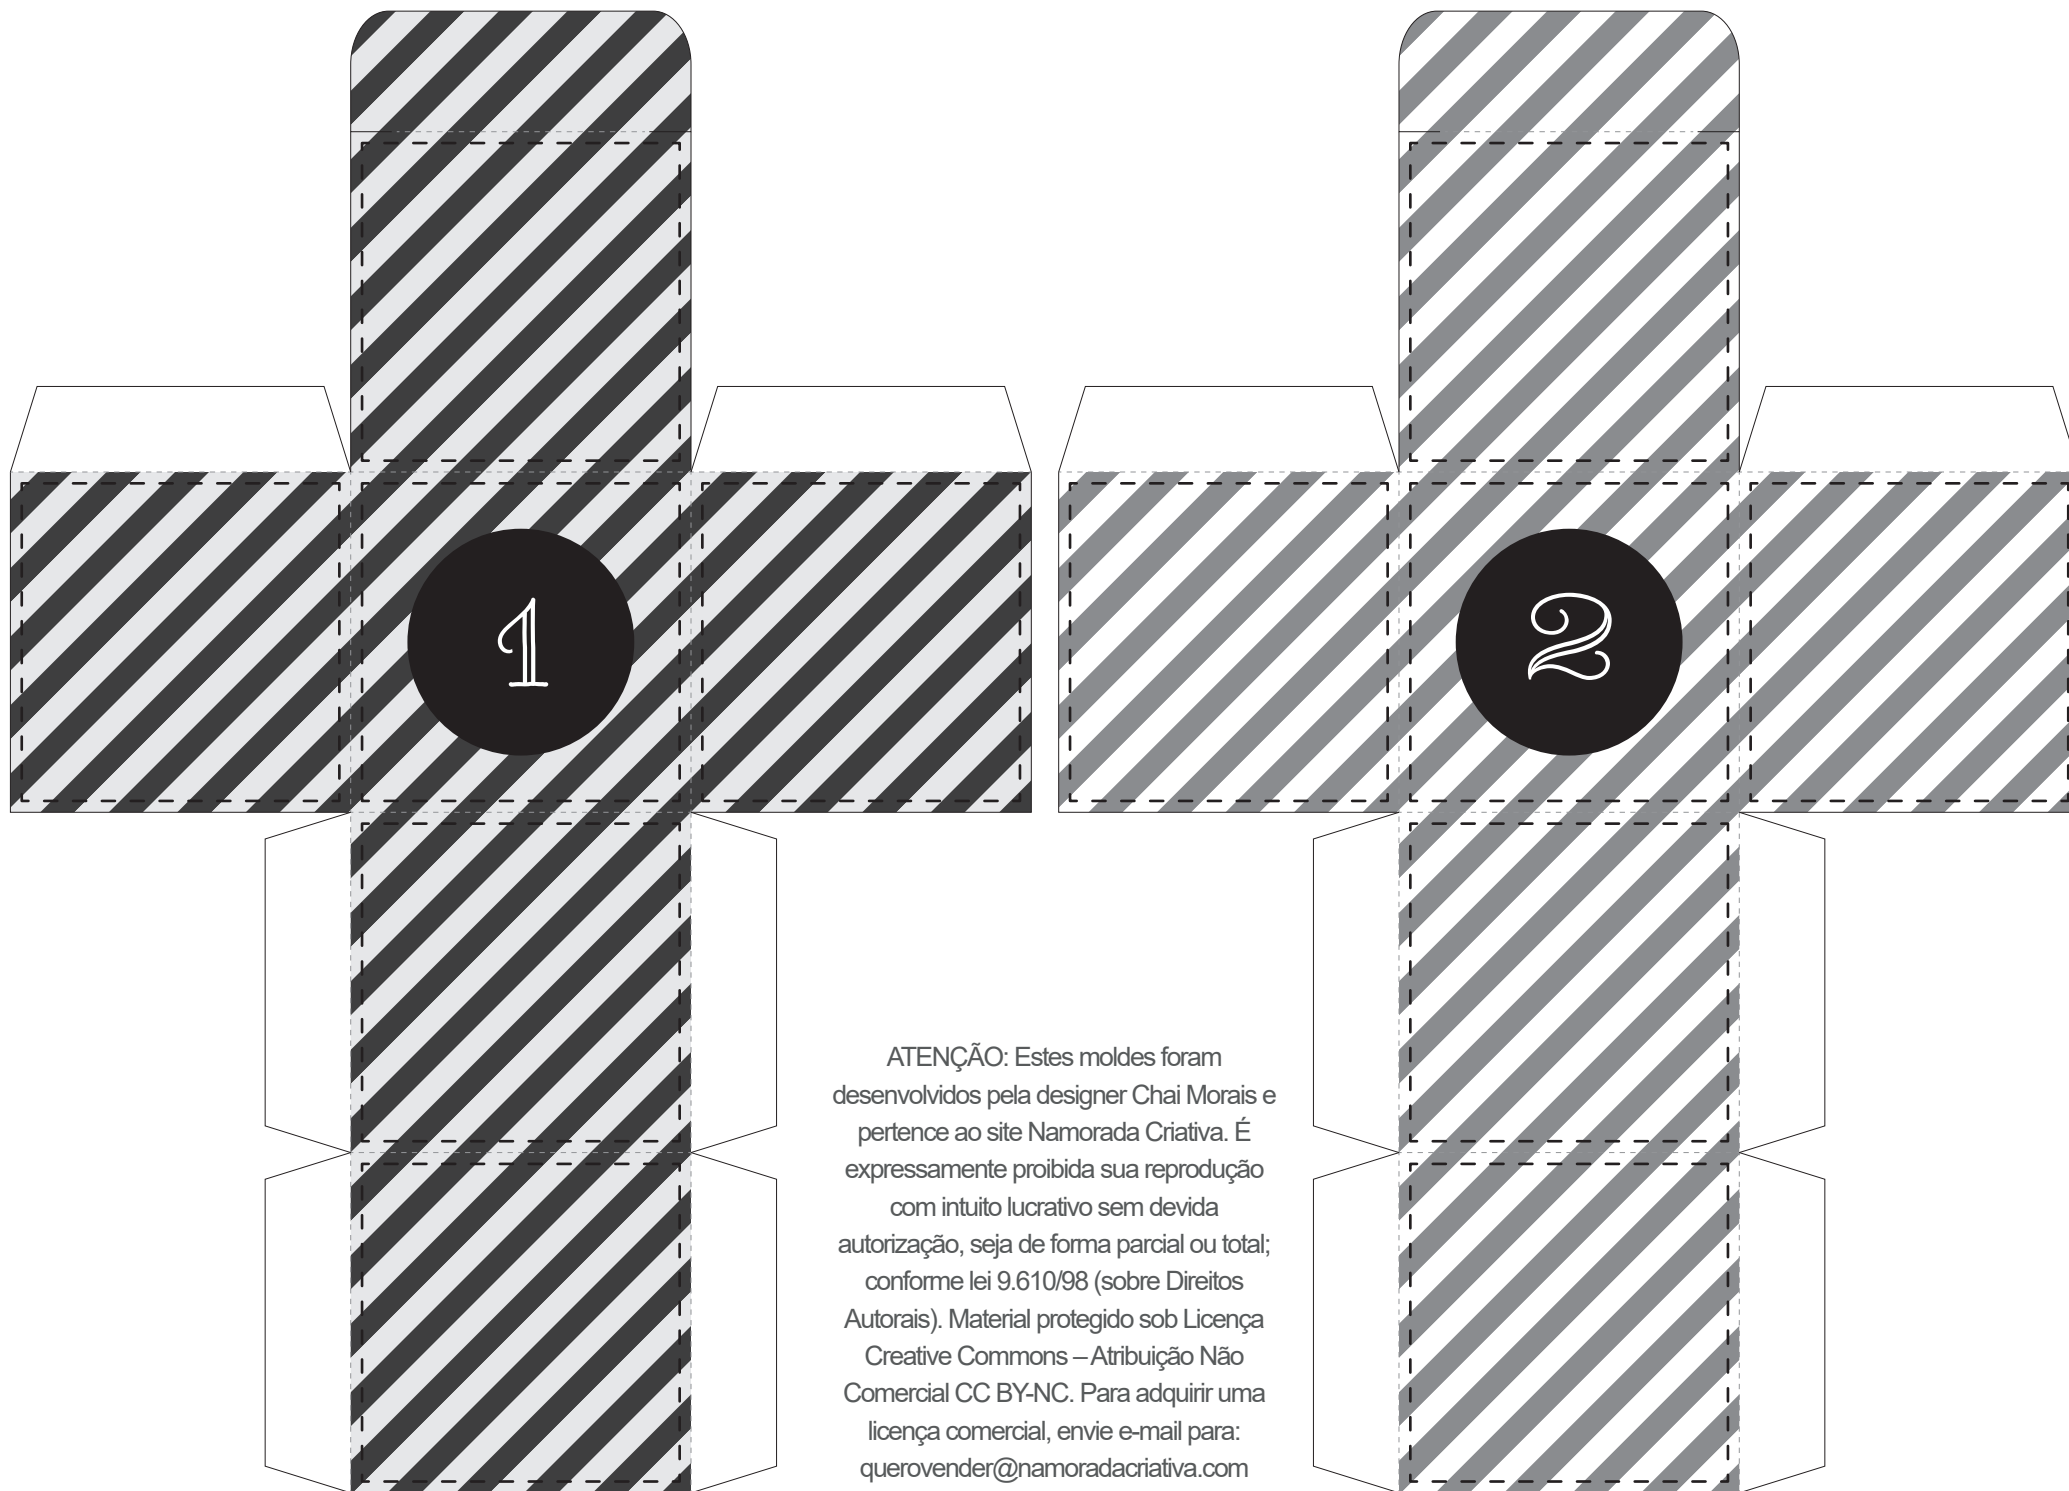 1
2
ATENÇÃO: Estes moldes foram
desenvolvidos pela designer Chai Morais e
pertence ao site Namorada Criativa. É
expressamente proibida sua reprodução
com intuito lucrativo sem devida
autorização, seja de forma parcial ou total;
conforme lei 9.610/98 (sobre Direitos
Autorais). Material protegido sob Licença
Creative Commons – Atribuição Não
Comercial CC BY-NC. Para adquirir uma
licença comercial, envie e-mail para:
querovender@namoradacriativa.com